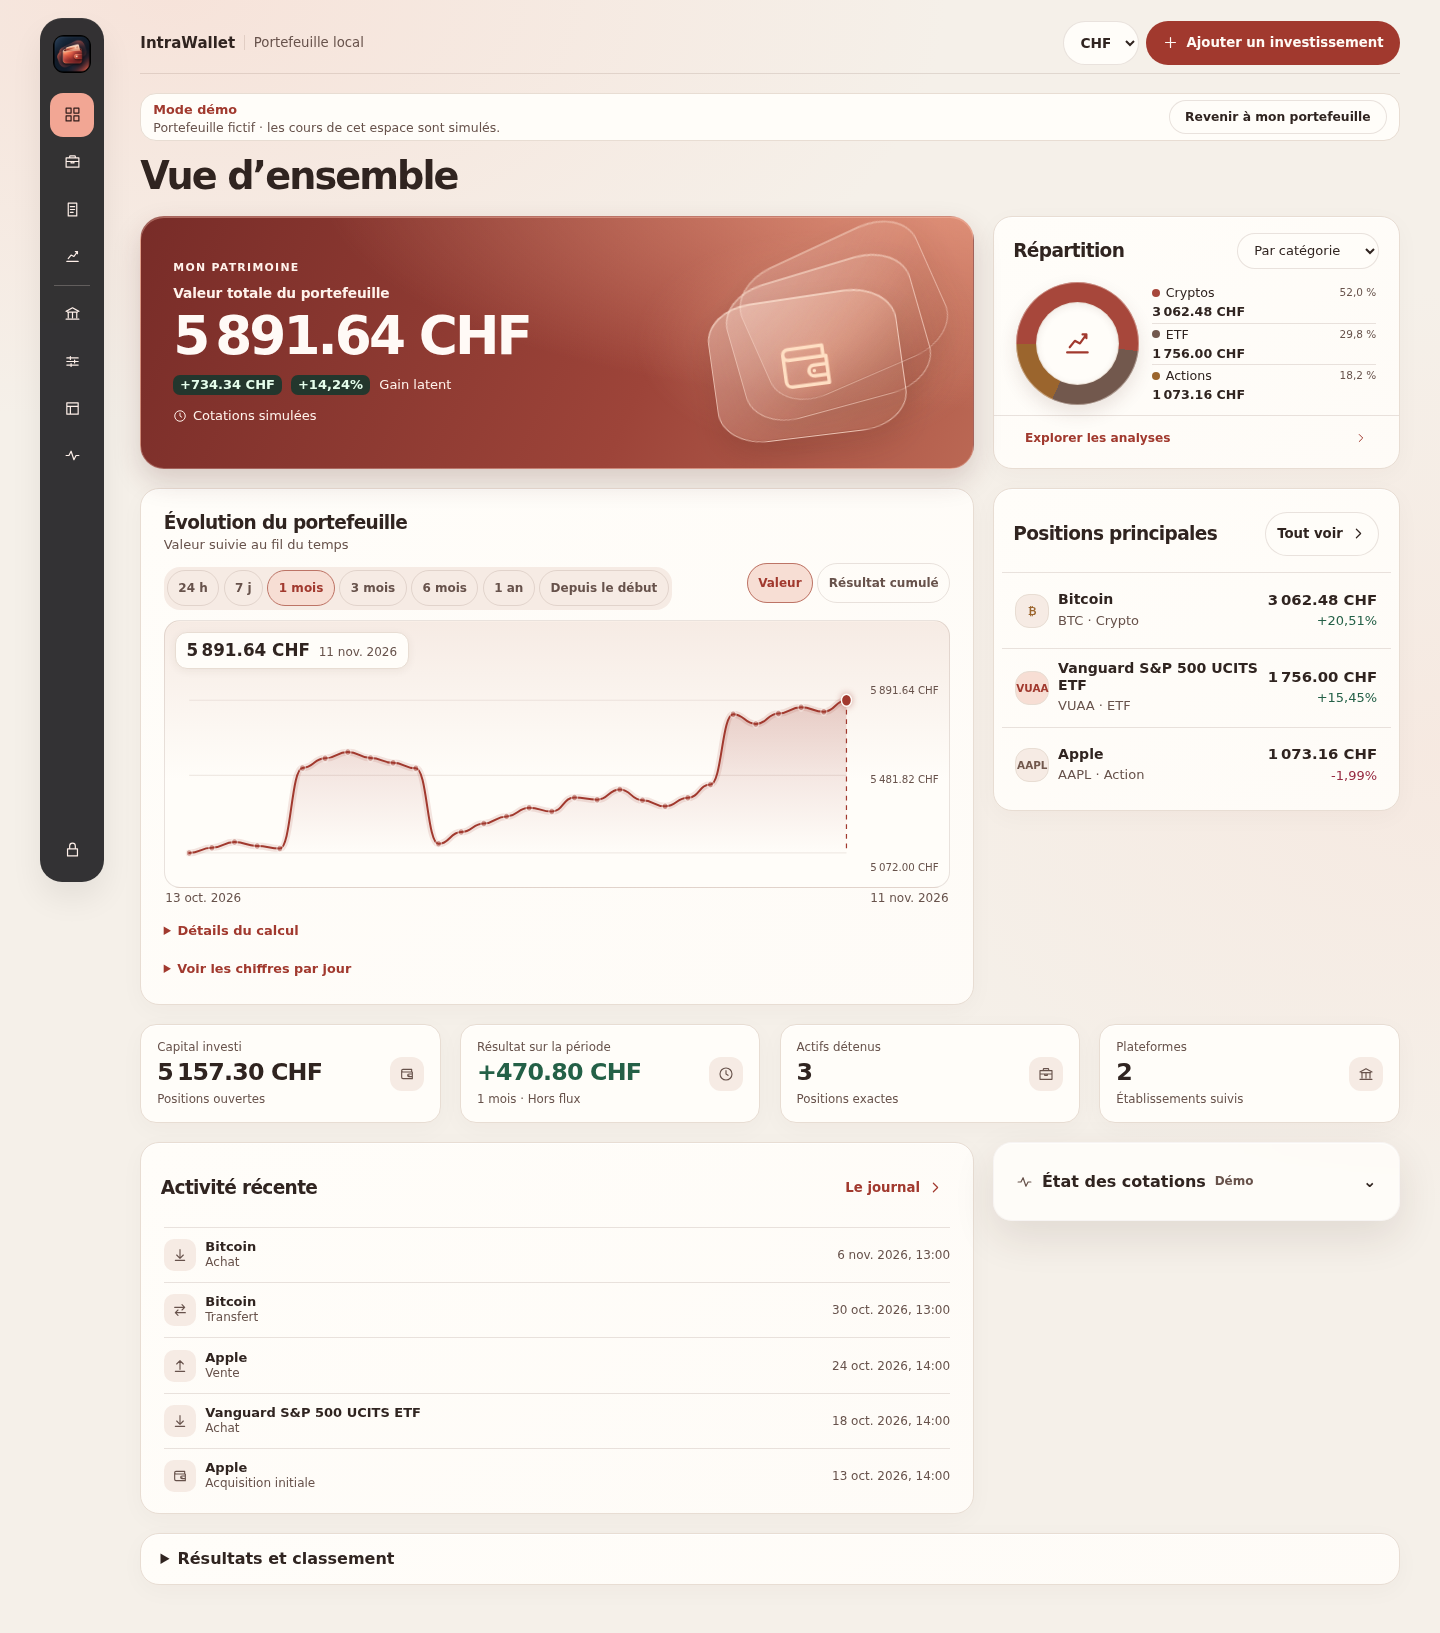 IntraWallet
Portefeuille local
CHF
Ajouter un investissement
Mode démo
Portefeuille fictif · les cours de cet espace sont simulés.
Revenir à mon portefeuille
Vue d’ensemble
MON PATRIMOINE
Valeur totale du portefeuille
5 891.64 CHF
+734.34 CHF
+14,24%
Gain latent
Cotations simulées
Répartition
Par catégorie
Cryptos
52,0 %
3 062.48 CHF
ETF
29,8 %
1 756.00 CHF
Actions
18,2 %
1 073.16 CHF
Explorer les analyses
Évolution du portefeuille
Valeur suivie au fil du temps
24 h
7 j
1 mois
3 mois
6 mois
1 an
Depuis le début
Valeur
Résultat cumulé
5 891.64 CHF
11 nov. 2026
5 891.64 CHF
5 481.82 CHF
5 072.00 CHF
13 oct. 2026
11 nov. 2026
Détails du calcul
Voir les chiffres par jour
Positions principales
Tout voir
Bitcoin
BTC · Crypto
3 062.48 CHF
+20,51%
VUAA
Vanguard S&P 500 UCITS
ETF
VUAA · ETF
1 756.00 CHF
+15,45%
AAPL
Apple
AAPL · Action
1 073.16 CHF
-1,99%
Capital investi
5 157.30 CHF
Positions ouvertes
Résultat sur la période
+470.80 CHF
1 mois · Hors flux
Actifs détenus
3
Positions exactes
Plateformes
2
Établissements suivis
Activité récente
Le journal
Bitcoin
Achat
6 nov. 2026, 13:00
Bitcoin
Transfert
30 oct. 2026, 13:00
Apple
Vente
24 oct. 2026, 14:00
Vanguard S&P 500 UCITS ETF
Achat
18 oct. 2026, 14:00
Apple
Acquisition initiale
13 oct. 2026, 14:00
État des cotations
Démo
Résultats et classement